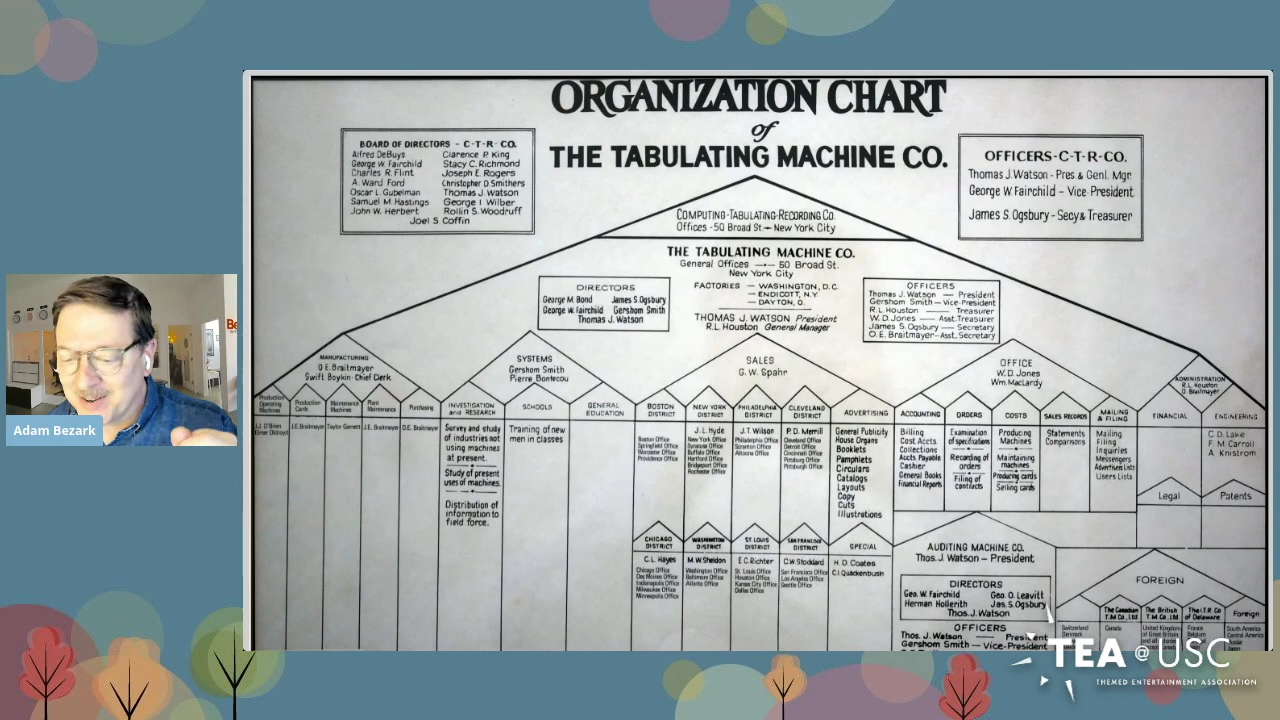 ORGANIZATION CHART
of
THE TABULATING MACHINE CO.
BOARD OF DIRECTORS - C-T-R-CO.
Alfred DeBuys Clarence P. King
George W. Fairchild Stacy C. Richmond
Charles R. Flint Joseph E. Rogers
A. Ward Ford Christopher D. Smithers
Oscar L. Gubelman Thomas J. Watson
Samuel M. Hastings George I. Wilber
John W. Herbert Rollin S. Woodruff
Joel S. Coffin
OFFICERS-C-T-R-CO.
Thomas J. Watson - Pres & Genl. Mgr.
George W. Fairchild - Vice-President
James S. Ogsbury - Secy & Treasurer
COMPUTING-TABULATING-RECORDING CO.
Offices - 50 Broad St. - New York City
THE TABULATING MACHINE CO.
General Offices — 50 Broad St.
New York City
FACTORIES — WASHINGTON, D.C.
— ENDICOTT, N.Y.
— DAYTON, O.
THOMAS J. WATSON President
R.L. Houston General Manager
DIRECTORS
George M. Bond James S. Ogsbury
George W. Fairchild Gershom Smith
Thomas J. Watson
OFFICERS
Thomas J. Watson — President
Gershom Smith — Vice-President
R.L. Houston — Treasurer
W. D. Jones — Asst. Treasurer
James S. Ogsbury — Secretary
O. E. Braitmayer — Asst. Secretary
MANUFACTURING
O.E. Braitmayer
Swift Boykin - Chief Clerk
SYSTEMS
Gershom Smith
Pierre Bontecou
SALES
G. W. Spahr
OFFICE
W. D. Jones
Wm. MacLardy
ADMINISTRATION
R.L. Houston
O. Braitmayer
Production Operating Machines
Production Cards
Maintenance Machines
Plant Maintenance
Purchasing
INVESTIGATION and RESEARCH
SCHOOLS
GENERAL EDUCATION
BOSTON DISTRICT
NEW YORK DISTRICT
PHILADELPHIA DISTRICT
CLEVELAND DISTRICT
ADVERTISING
ACCOUNTING
ORDERS
COSTS
SALES RECORDS
MAILING & FILING
FINANCIAL
ENGINEERING
J.J. O'Brien
J.E. Braitmayer
Taylor Garrett
J.E. Braitmayer
O.E. Braitmayer
Survey and study
of industries not
using machines
at present.
Study of present
uses of machines.
Distribution of
information to
field force.
Training of new
men in classes
Boston Office
Springfield Office
Worcester Office
Providence Office
J. L. Hyde
New York Office
Syracuse Office
Buffalo Office
Hartford Office
Bridgeport Office
Rochester Office
J. T. Wilson
Philadelphia Office
Scranton Office
Altoona Office
P. D. Merrill
Cleveland Office
Detroit Office
Cincinnati Office
Pittsburg Office
Pittsburgh Office
General Publicity
House Organs
Booklets
Pamphlets
Circulars
Catalogs
Layouts
Copy
Cuts
Illustrations
Billing
Cost. Accts.
Collections
Accts. Payable
Cashier
General Books
Financial Reports
Examination
of specifications
Recording of
orders
Filing of
contracts
Producing
Machines
Maintaining
machines
Producing cards
Selling cards
Statements
Comparisons
Mailing
Filing
Inquiries
Messengers
Advertisers Lists
Users Lists
C. D. Lake
F. M. Carroll
A. Knistrom
Legal
Patents
CHICAGO DISTRICT
WASHINGTON DISTRICT
ST. LOUIS DISTRICT
SAN FRANCISCO DISTRICT
SPECIAL
C. L. Hayes
Chicago Office
Des Moines Office
Indianapolis Office
Milwaukee Office
Minneapolis Office
M. W. Sheldon
Washington Office
Baltimore Office
Atlanta Office
E. C. Richter
St. Louis Office
Houston Office
Kansas City Office
Dallas Office
C.W. Stoddard
San Francisco Office
Los Angeles Office
Seattle Office
H. D. Coates
C. I. Quackenbush
AUDITING MACHINE CO.
Thos. J. Watson - President
DIRECTORS
Geo. W. Fairchild Geo. O. Leavitt
Herman Hollerith Jas. S. Ogsbury
Thos. J. Watson
OFFICERS
Thos. J. Watson — President
Gershom Smith — Vice-President
FOREIGN
The Canadian T.M Co., Ltd
The British T.M Co., Ltd
The I.T.R. Co of Delaware
Foreign
Switzerland
Denmark
Canada
United Kingdom
of Great Britain
France
Belgium
South America
Central America
Adam Bezark
Be
TEA @ USC
THEMED ENTERTAINMENT ASSOCIATION